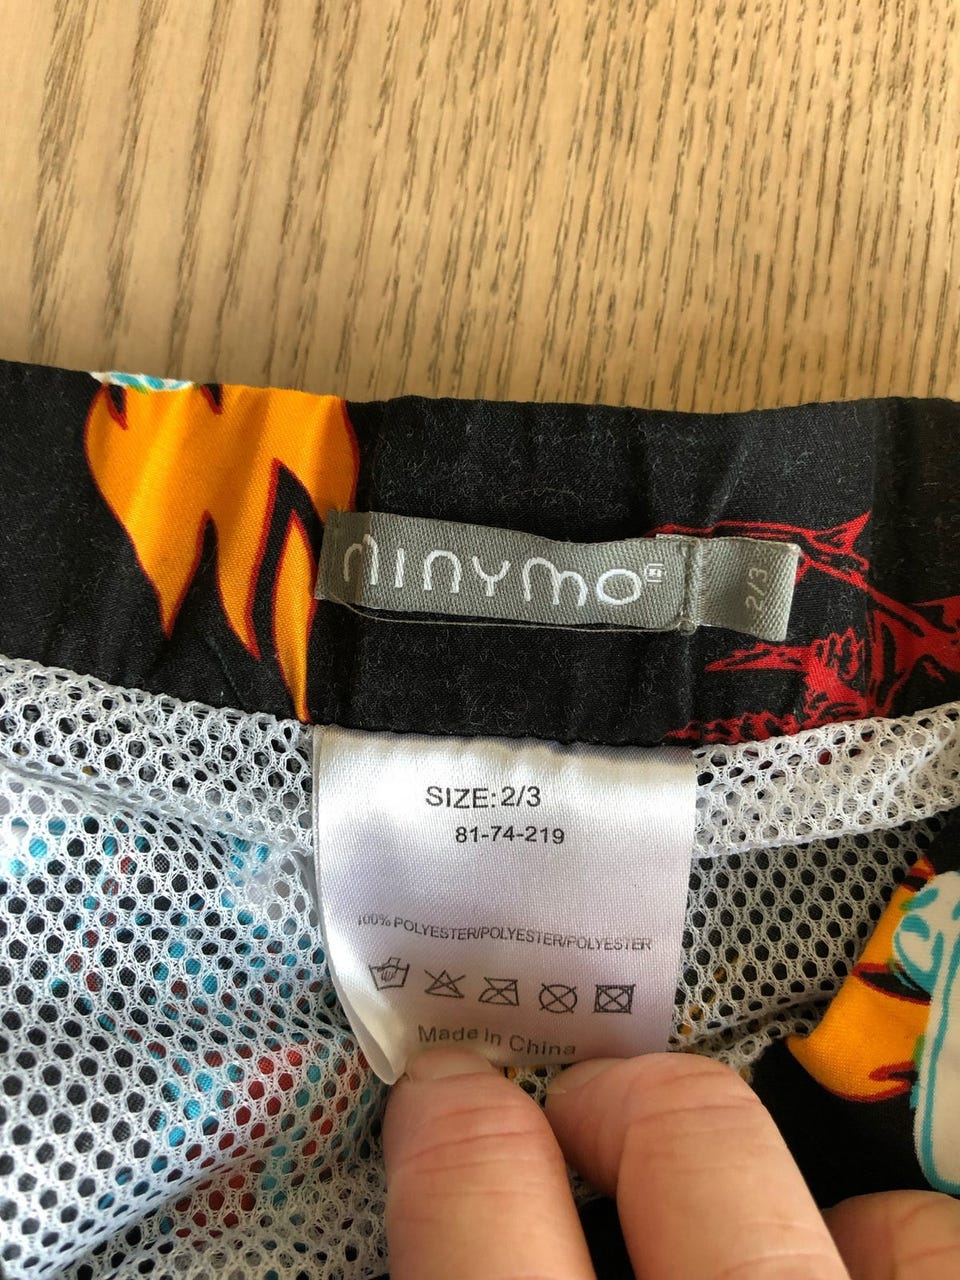 minymo
2/3
SIZE: 2/3
81-74-219
100% POLYESTER/POLYESTER/POLYESTER
Made in China